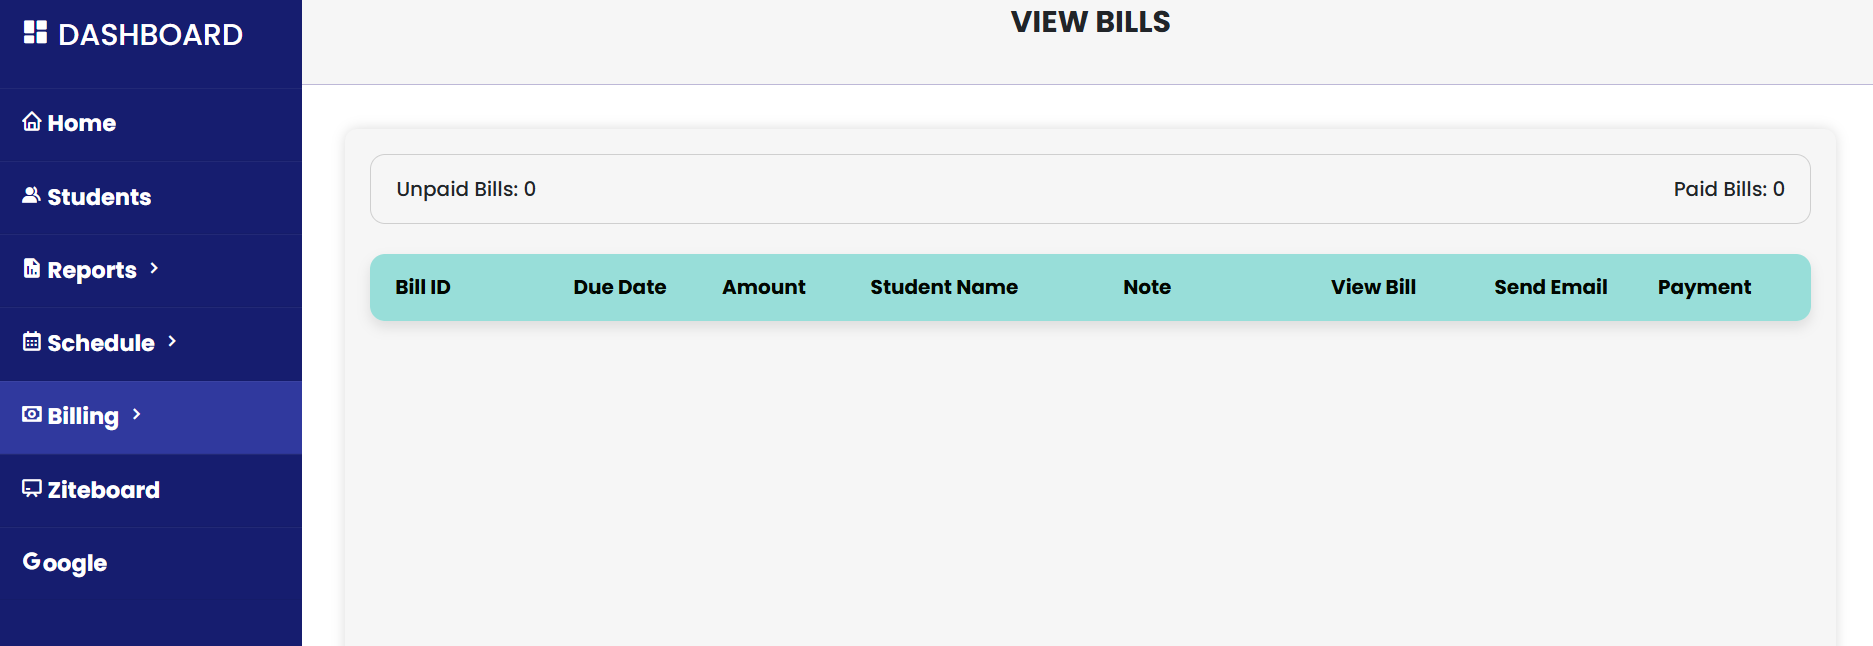 DASHBOARD
Home
Students
Reports
Schedule
Billing
Ziteboard
Google
VIEW BILLS
Unpaid Bills: 0 Paid Bills: 0
Bill ID Due Date Amount Student Name Note View Bill Send Email Payment